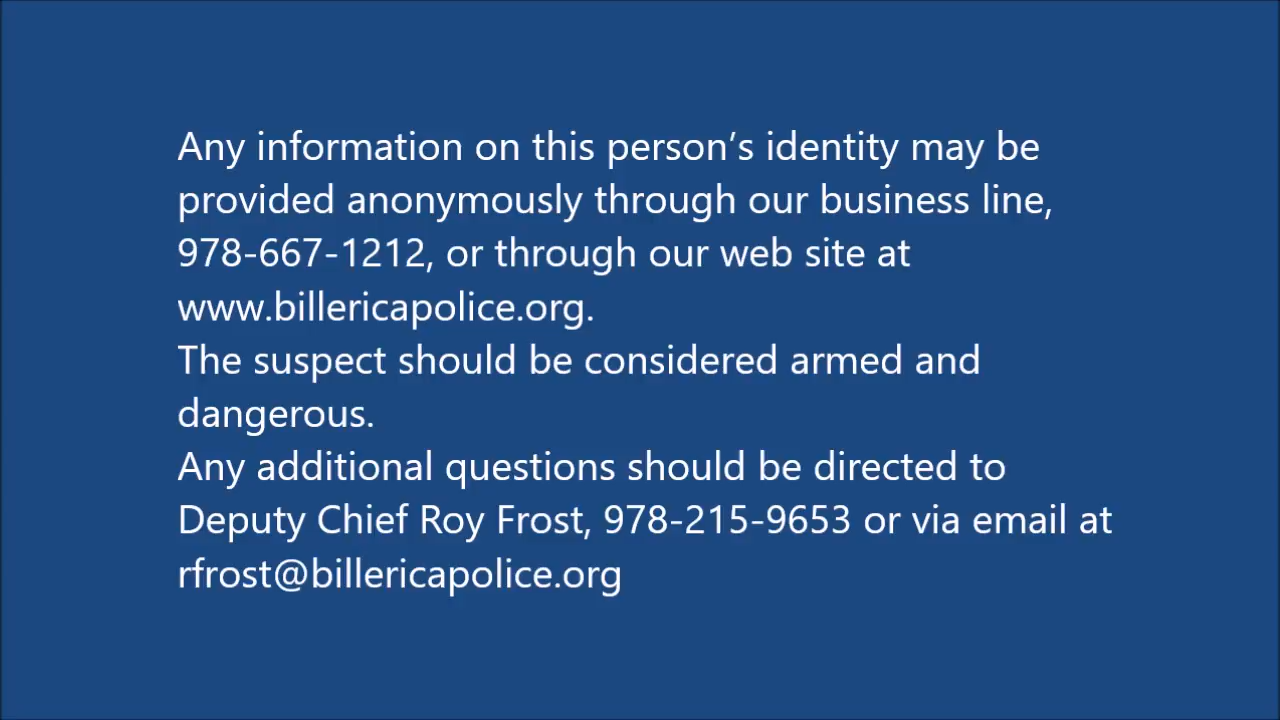 Any information on this person’s identity may be
provided anonymously through our business line,
978-667-1212, or through our web site at
www.billericapolice.org.
The suspect should be considered armed and
dangerous.
Any additional questions should be directed to
Deputy Chief Roy Frost, 978-215-9653 or via email at
rfrost@billericapolice.org